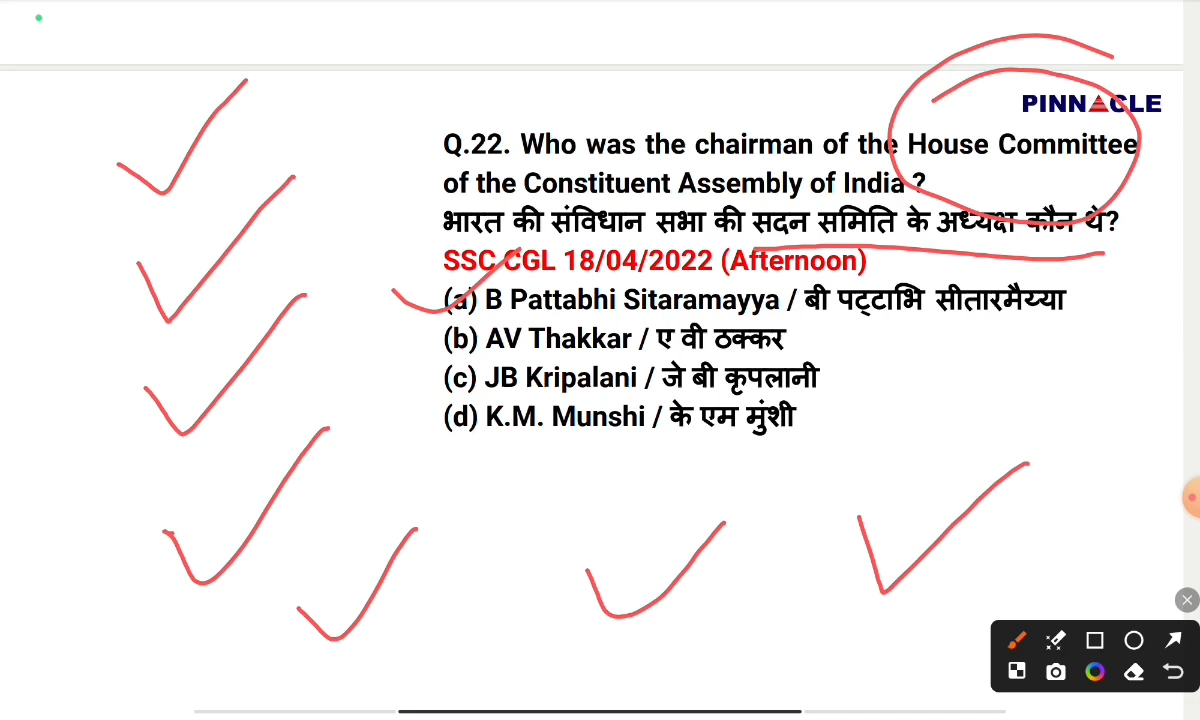 PINNACLE
Q.22. Who was the chairman of the House Committee
of the Constituent Assembly of India ?
भारत की संविधान सभा की सदन समिति के अध्यक्ष कौन थे?
SSC CGL 18/04/2022 (Afternoon)
(a) B Pattabhi Sitaramayya / बी पट्टाभि सीतारमैय्या
(b) AV Thakkar / ए वी ठक्कर
(c) JB Kripalani / जे बी कृपलानी
(d) K.M. Munshi / के एम मुंशी